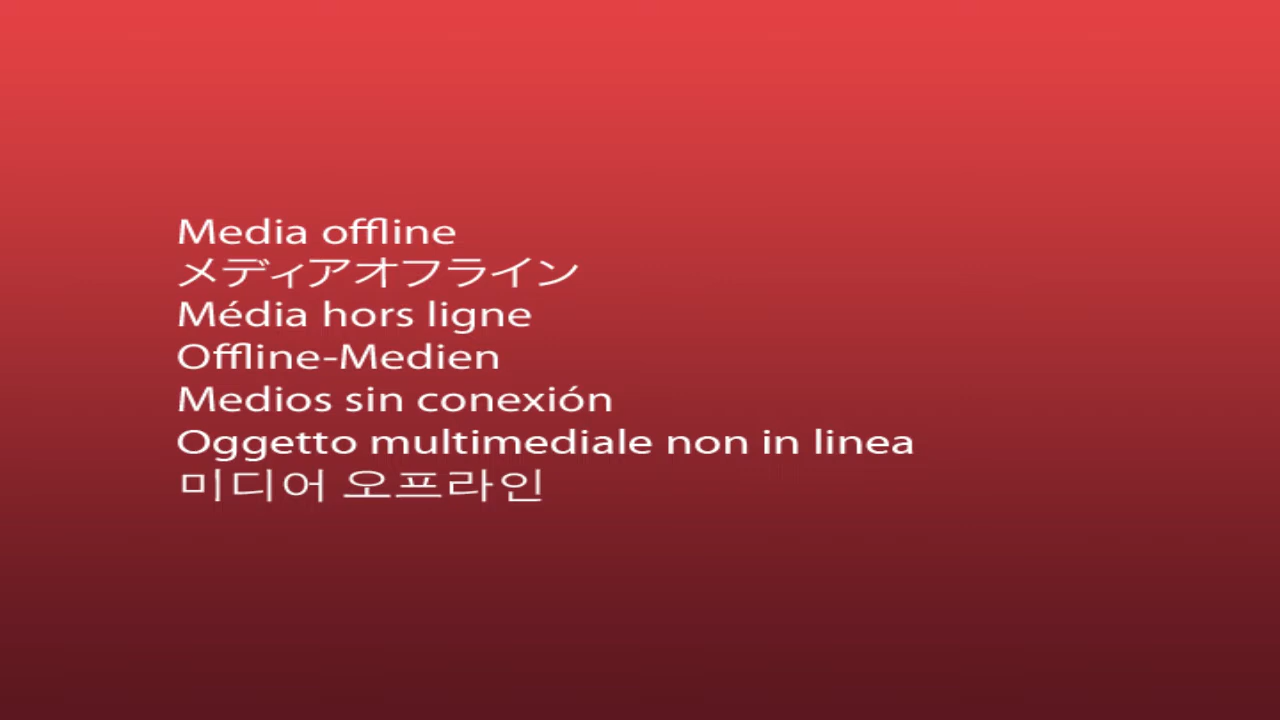 Media offline
メディアオフライン
Média hors ligne
Offline-Medien
Medios sin conexión
Oggetto multimediale non in linea
미디어 오프라인